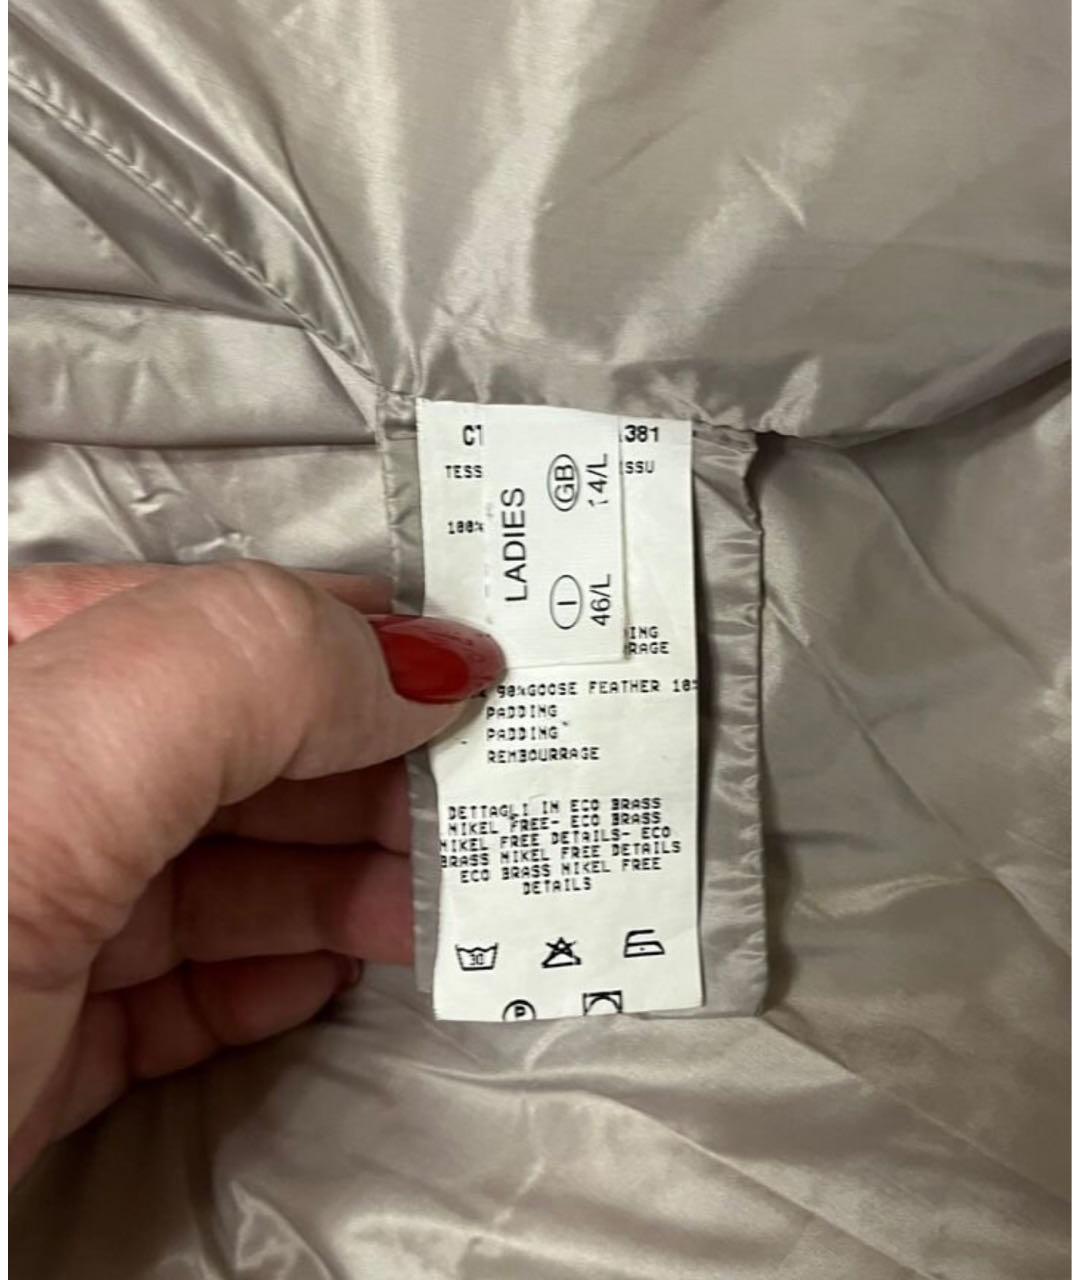 381
TESS
SSU
100%
LADIES
GB 14/L
I 46/L
ING
RAGE
90%GOOSE FEATHER 10%
PADDING
PADDING
REMBOURRAGE
DETTAGLI IN ECO BRASS
NIKEL FREE- ECO BRASS
NIKEL FREE DETAILS- ECO
BRASS NIKEL FREE DETAILS
ECO BRASS NIKEL FREE
DETAILS
30
P